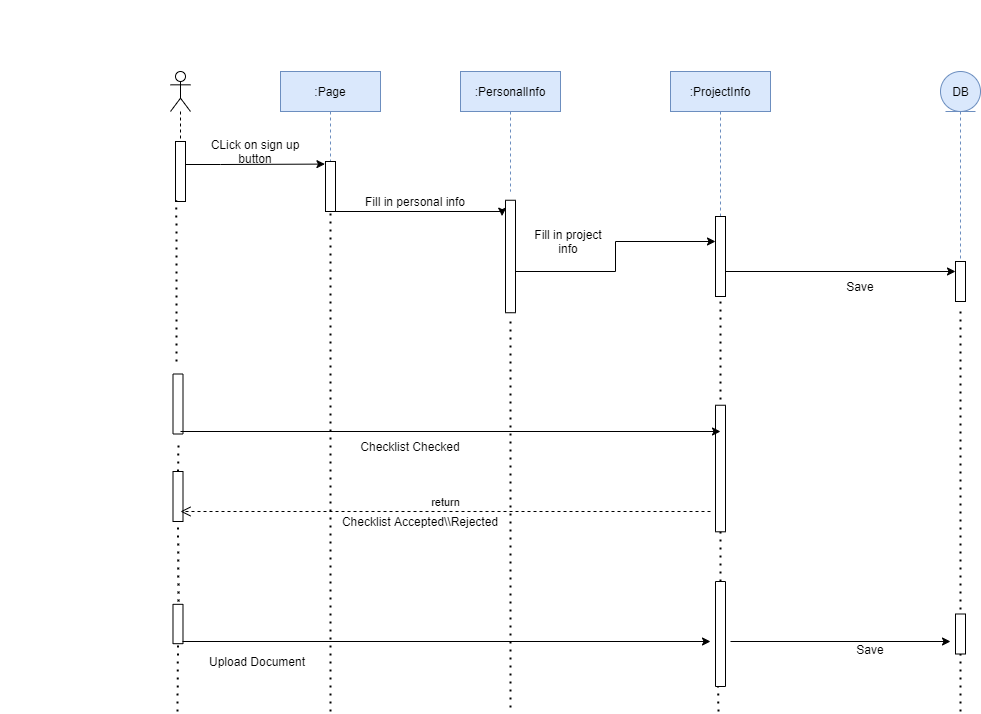 :Page
:PersonalInfo
:ProjectInfo
DB
CLick on sign up
button
Fill in personal info
Fill in project
info
Save
Checklist Checked
return
Checklist Accepted\\Rejected
Upload Document
Save